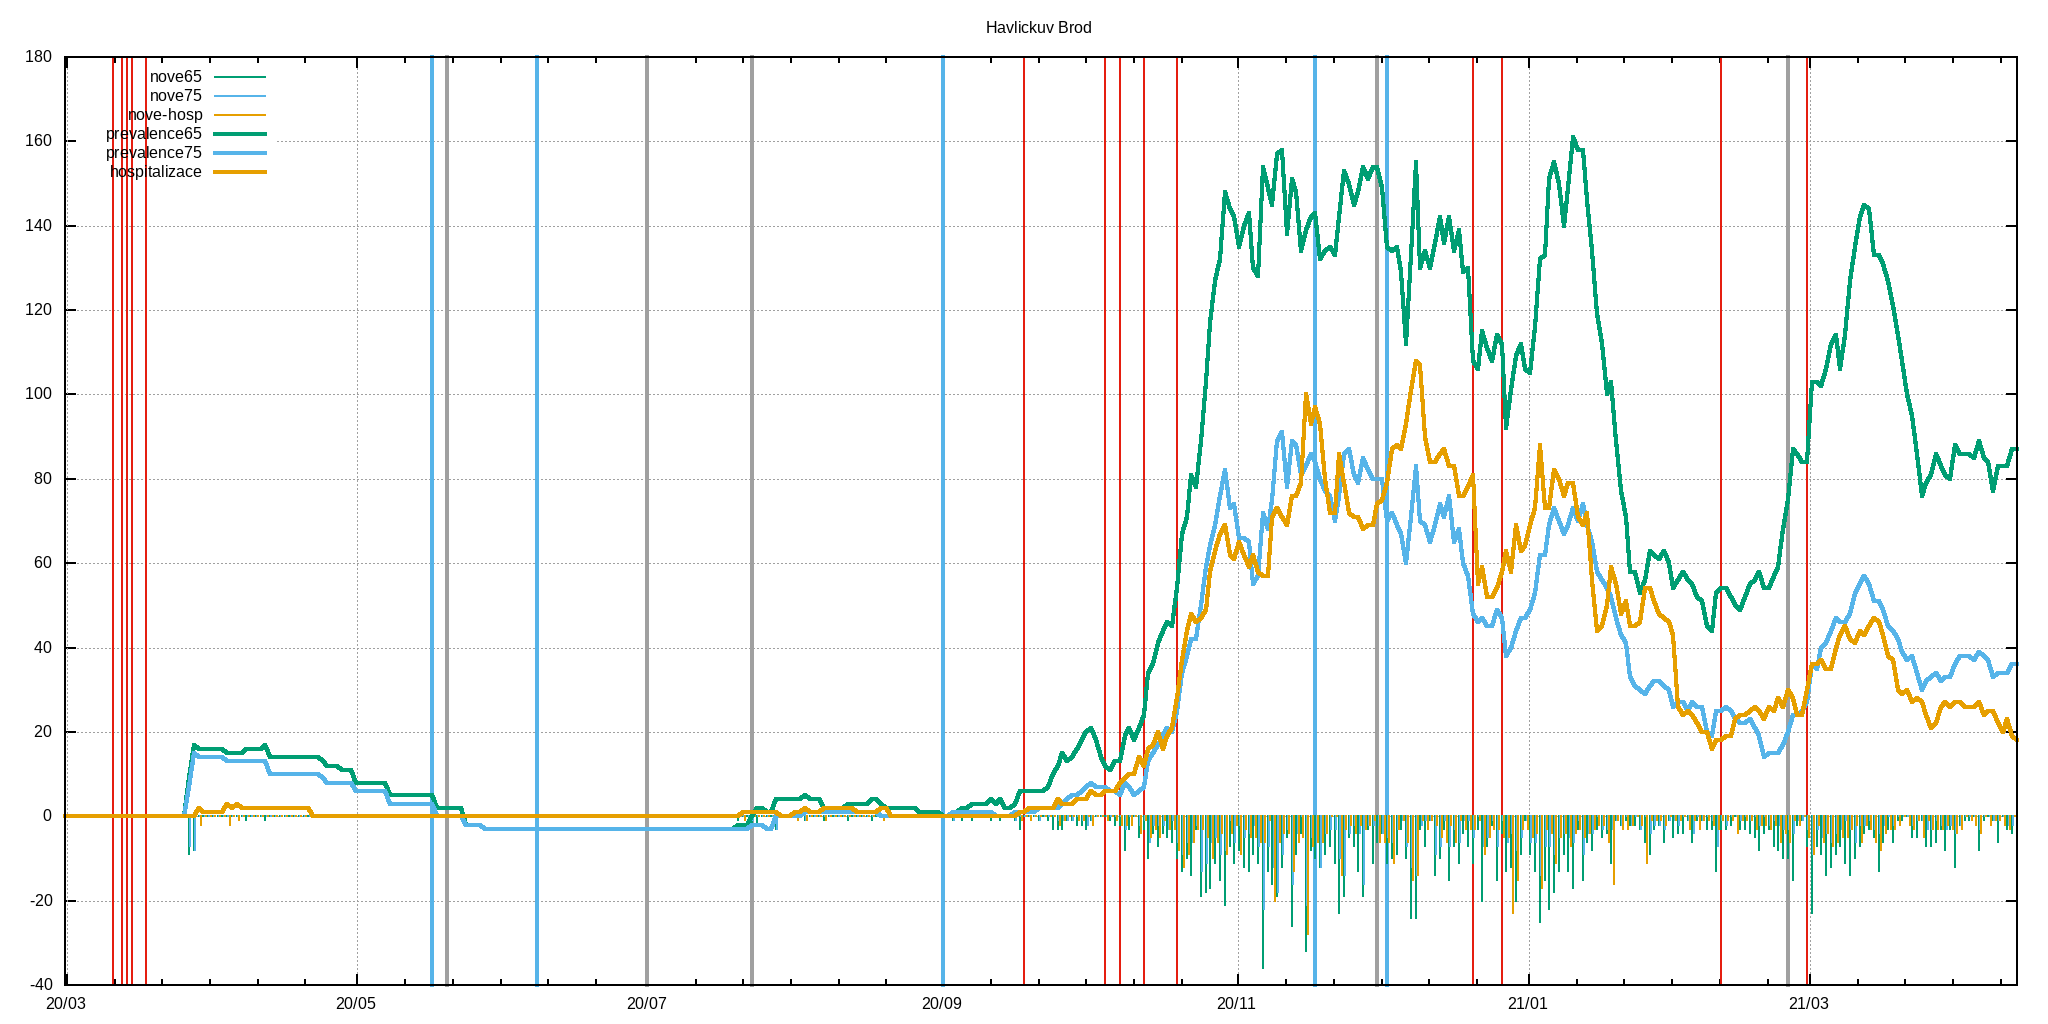 Havlickuv Brod
180
160
140
120
100
80
60
40
20
0
-20
-40
nove65
nove75
nove-hosp
prevalence65
prevalence75
hospitalizace
20/03 20/05 20/07 20/09 20/11 21/01 21/03